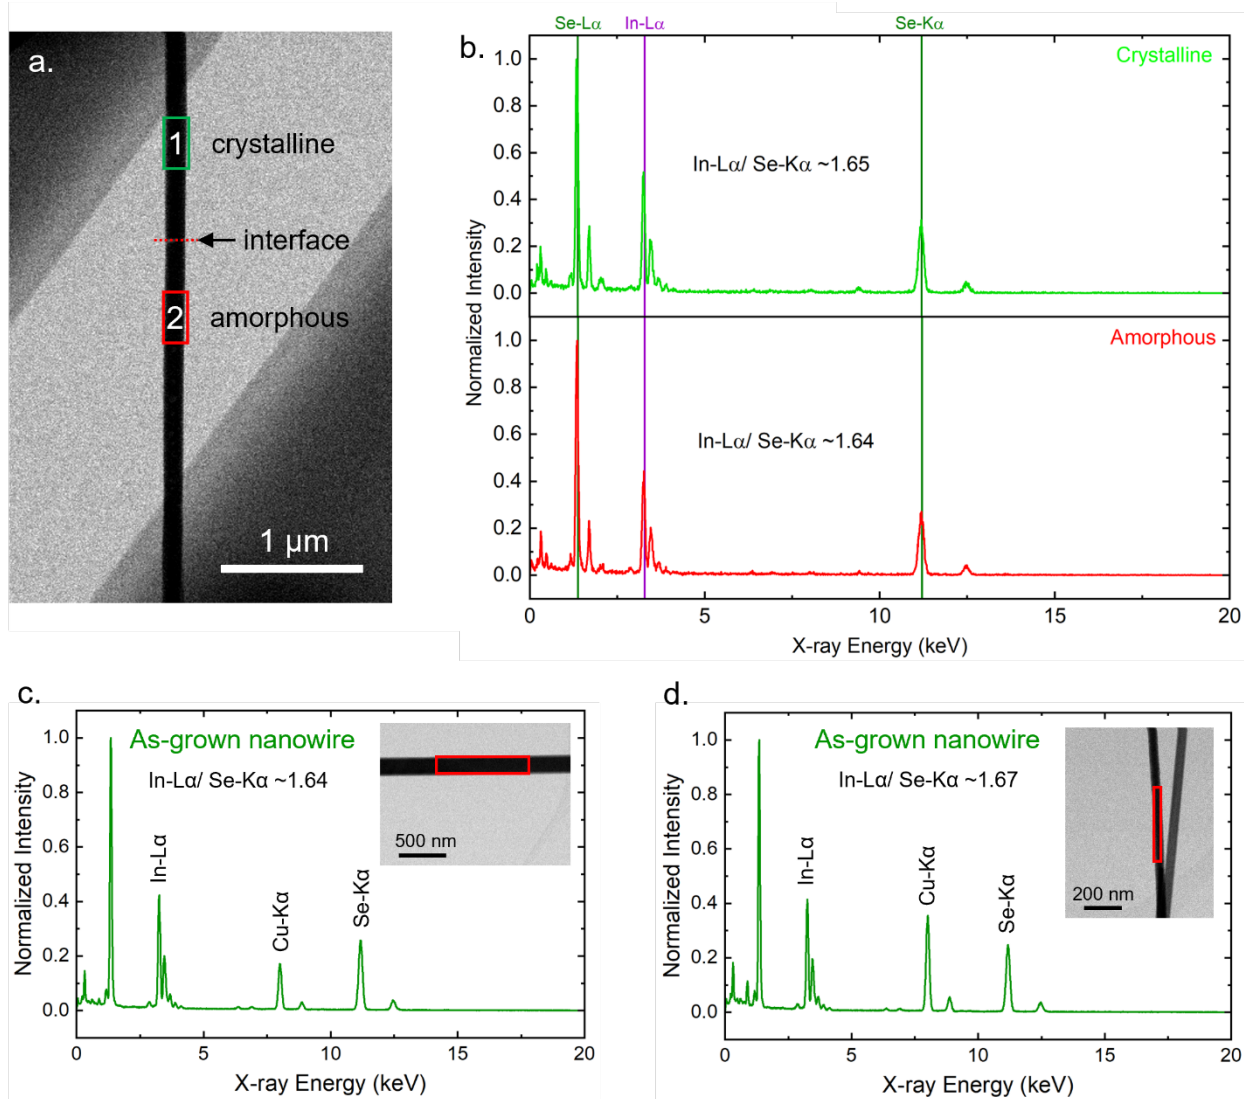 a.
1
crystalline
interface
2
amorphous
1 µm
b.
Se-Lα
In-Lα
Se-Kα
Crystalline
In-Lα/ Se-Kα ~1.65
1.0
0.8
0.6
0.4
0.2
0.0
Amorphous
In-Lα/ Se-Kα ~1.64
1.0
0.8
0.6
0.4
0.2
0.0
Normalized Intensity
0
5
10
15
20
X-ray Energy (keV)
c.
As-grown nanowire
In-Lα/ Se-Kα ~1.64
In-Lα
Cu-Kα
Se-Kα
500 nm
1.0
0.8
0.6
0.4
0.2
0.0
Normalized Intensity
0
5
10
15
20
X-ray Energy (keV)
d.
As-grown nanowire
In-Lα/ Se-Kα ~1.67
In-Lα
Cu-Kα
Se-Kα
200 nm
1.0
0.8
0.6
0.4
0.2
0.0
Normalized Intensity
0
5
10
15
20
X-ray Energy (keV)